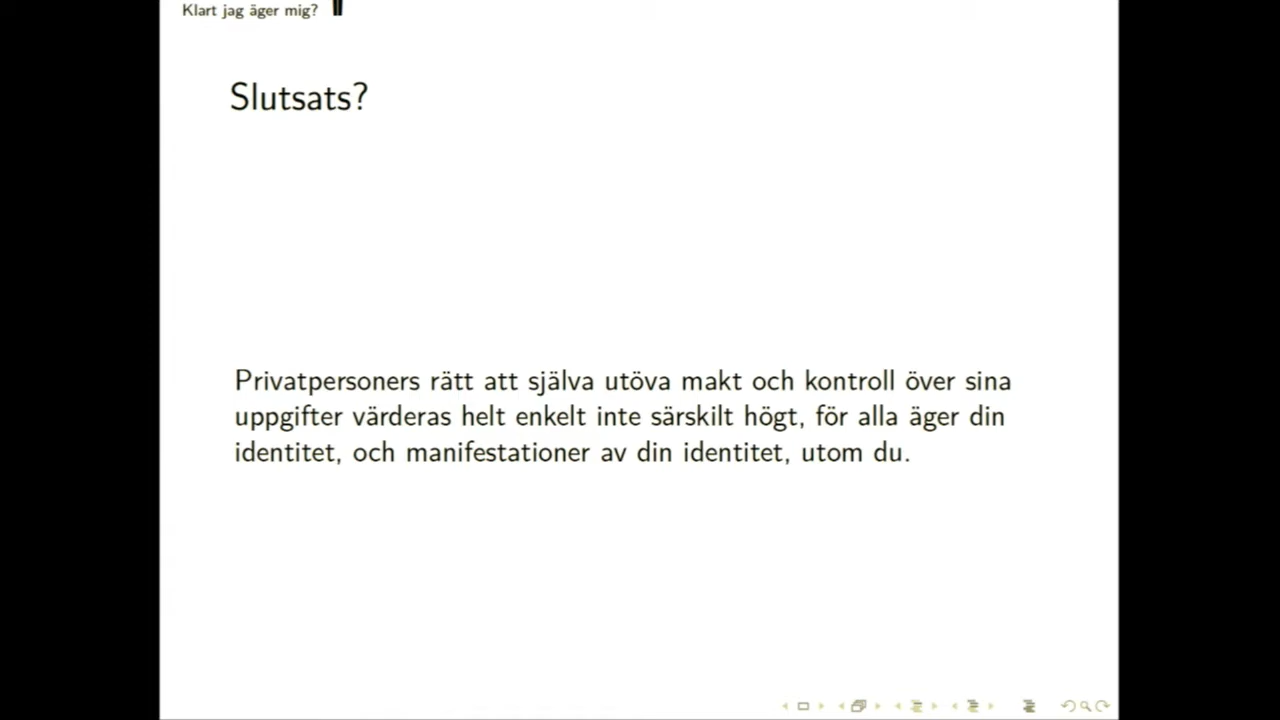 Klart jag äger mig?
Slutsats?
Privatpersoners rätt att själva utöva makt och kontroll över sina
uppgifter värderas helt enkelt inte särskilt högt, för alla äger din
identitet, och manifestationer av din identitet, utom du.